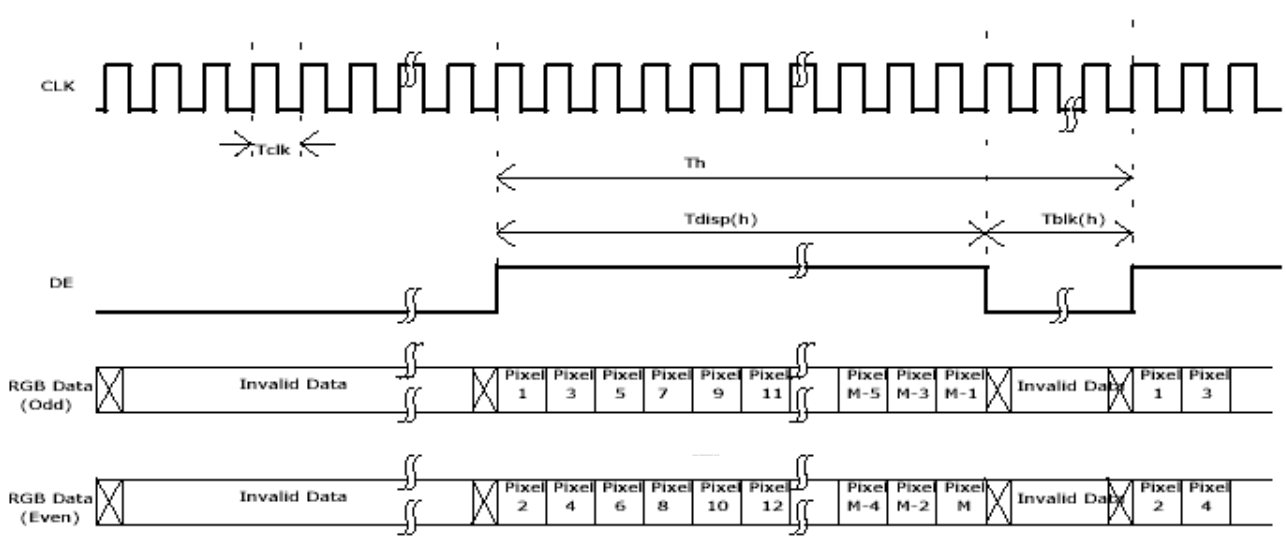 CLK
Tclk
Th
Tdisp(h)
Tblk(h)
DE
RGB Data
(Odd)
Invalid Data
Pixel 1
Pixel 3
Pixel 5
Pixel 7
Pixel 9
Pixel 11
Pixel M-5
Pixel M-3
Pixel M-1
Invalid Data
Pixel 1
Pixel 3
RGB Data
(Even)
Invalid Data
Pixel 2
Pixel 4
Pixel 6
Pixel 8
Pixel 10
Pixel 12
Pixel M-4
Pixel M-2
Pixel M
Invalid Data
Pixel 2
Pixel 4